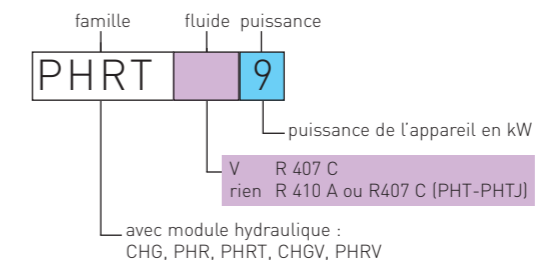 famille fluide puissance
PHRT 9
puissance de l'appareil en kW
V R 407 C
rien R 410 A ou R407 C (PHT-PHTJ)
avec module hydraulique :
CHG, PHR, PHRT, CHGV, PHRV